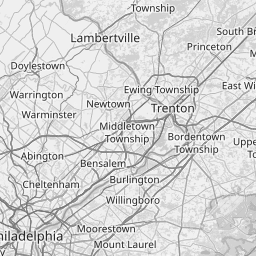 Township
South Br
Lambertville
Princeton
Doylestown
East Wi
Ewing Township
Warrington
Newtown
Trenton
Warminster
Middletown
Township
Bordentown
Township
Uppe
To
Abington
Bensalem
Cheltenham
Burlington
Willingboro
hiladelphia
Moorestown
Mount Laurel